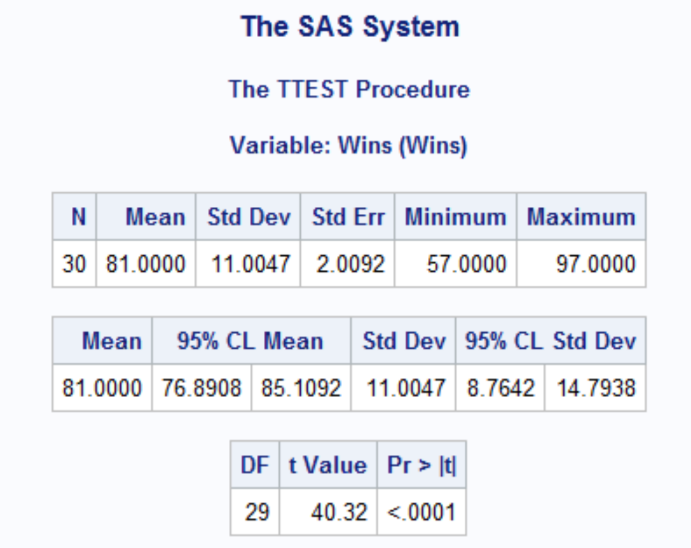 The SAS System
The TTEST Procedure
Variable: Wins (Wins)
N Mean Std Dev Std Err Minimum Maximum
30 81.0000 11.0047 2.0092 57.0000 97.0000
Mean 95% CL Mean Std Dev 95% CL Std Dev
81.0000 76.8908 85.1092 11.0047 8.7642 14.7938
DF t Value Pr > |t|
29 40.32 <.0001